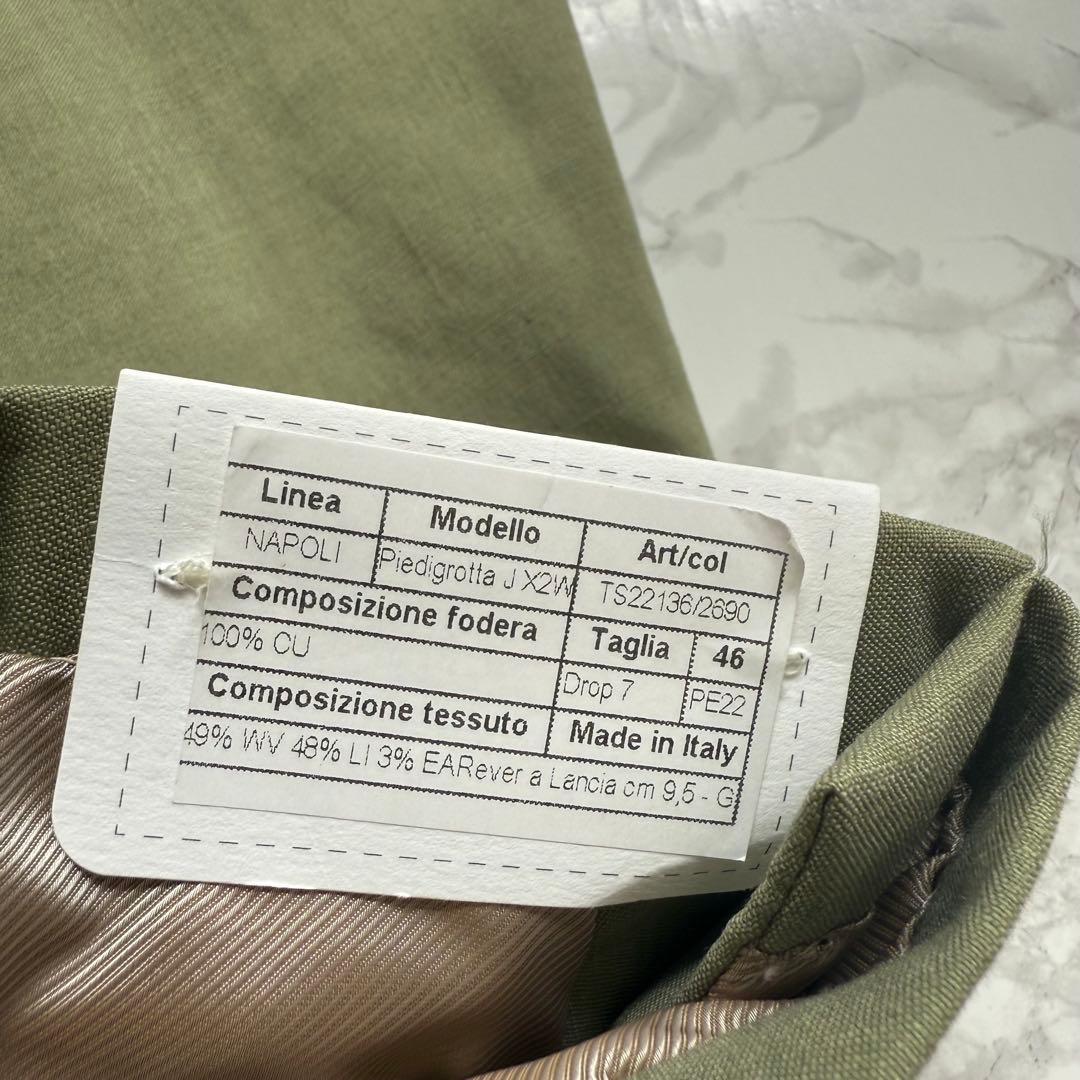 Linea Modello Art/col
NAPOLI Piedigrotta J X2W TS22136/2690
Composizione fodera Taglia 46
100% CU Drop 7 PE22
Composizione tessuto Made in Italy
49% WV 48% LI 3% EARever a Lancia cm 9,5 - G